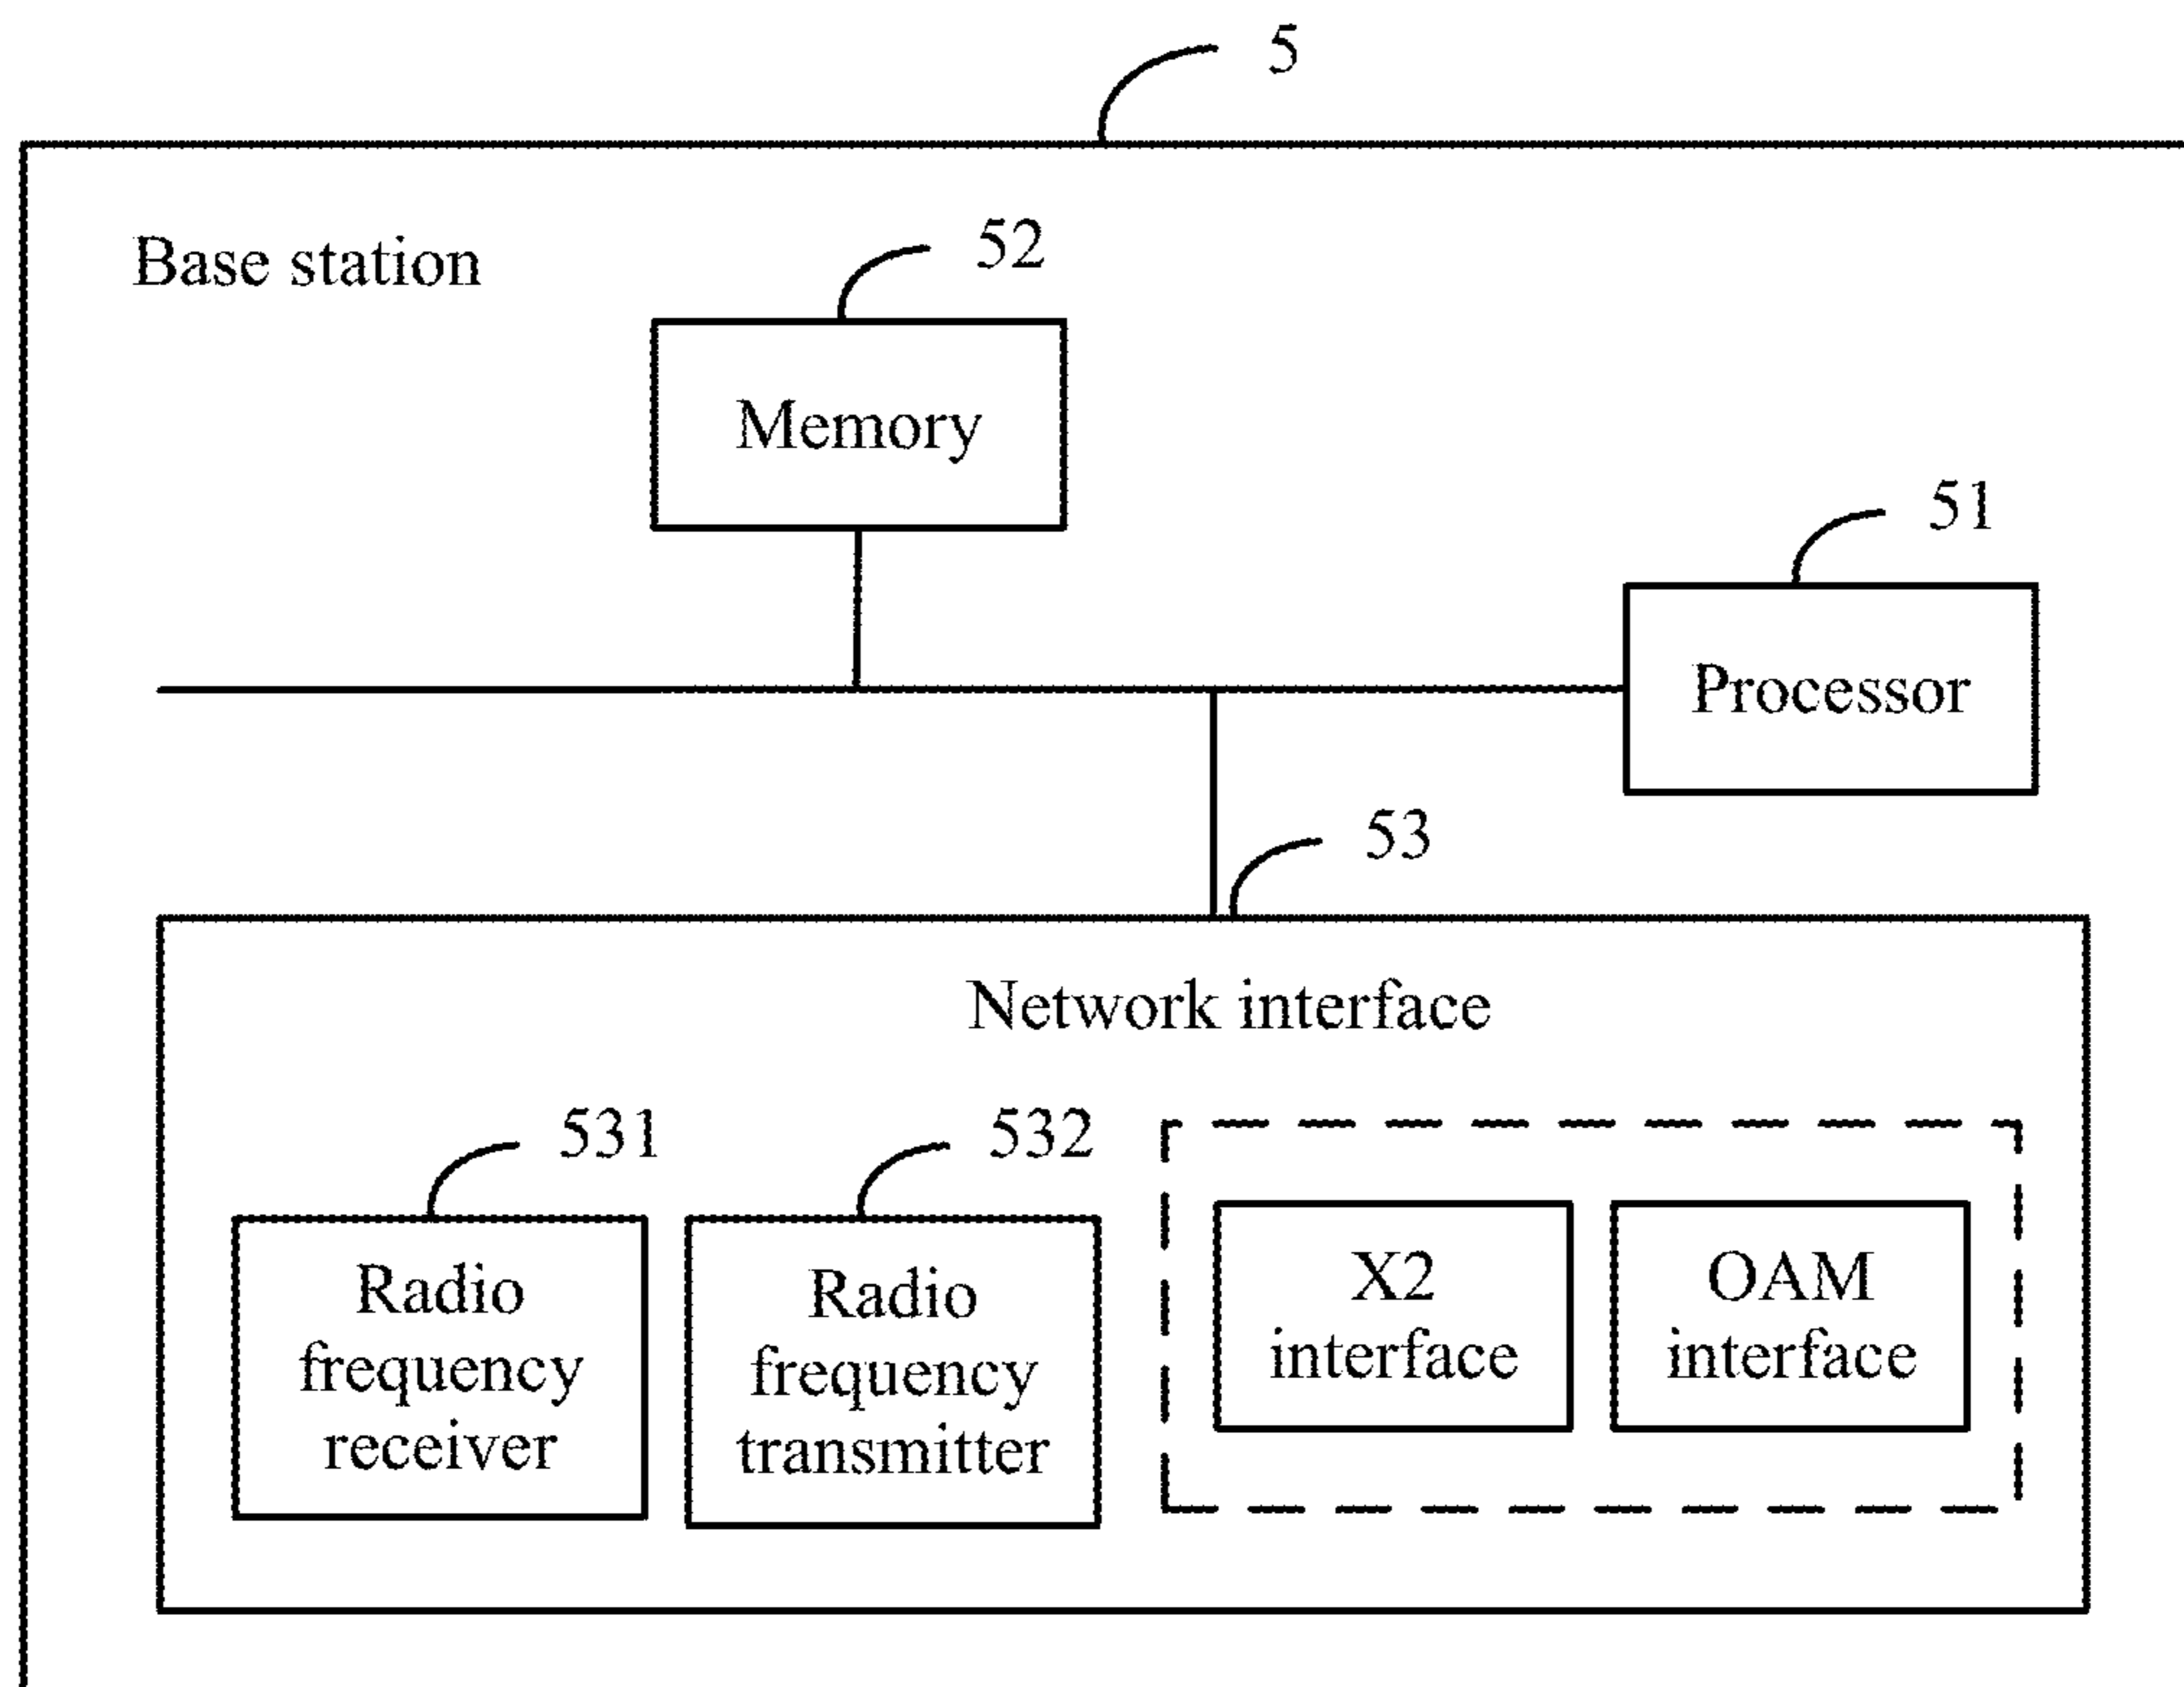 5
Base station
52
Memory
51
Processor
53
Network interface
531
Radio
frequency
receiver
532
Radio
frequency
transmitter
X2
interface
OAM
interface